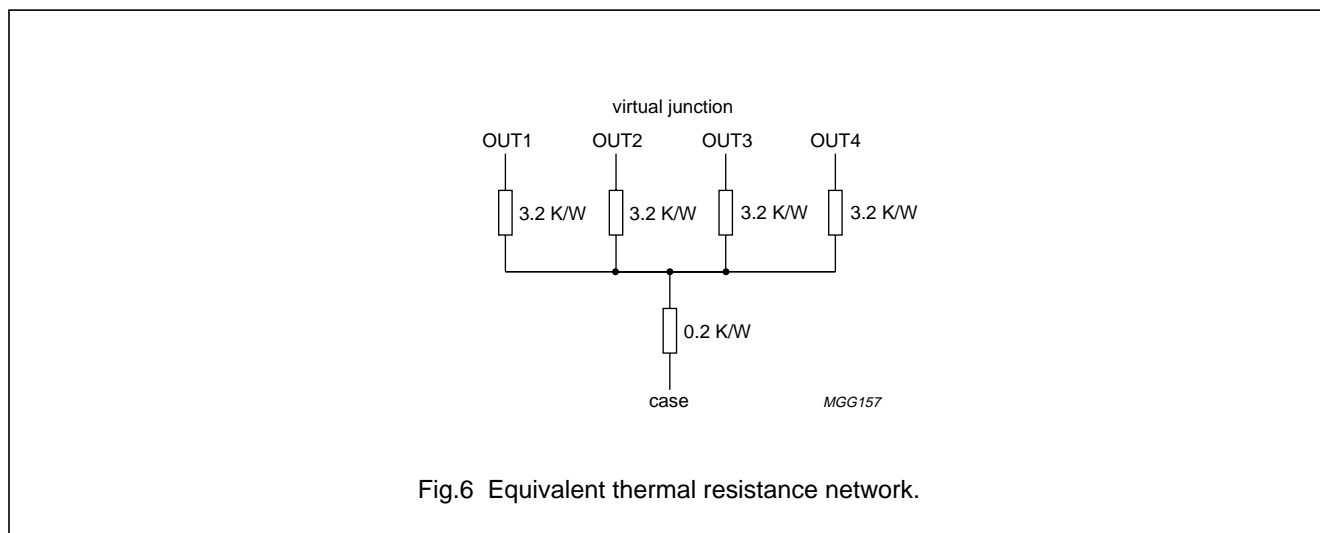 virtual junction
OUT1 OUT2 OUT3 OUT4
3.2 K/W 3.2 K/W 3.2 K/W 3.2 K/W
0.2 K/W
case MGG157
Fig.6 Equivalent thermal resistance network.